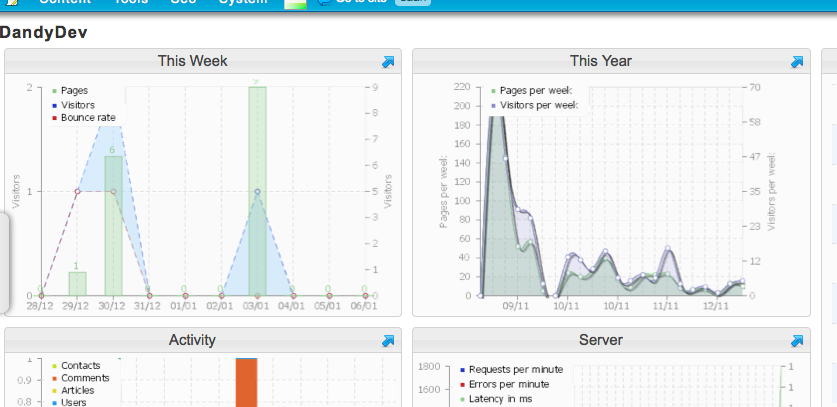 Content Tools Seo System Go to site
DandyDev
This Week
Pages
Visitors
Bounce rate
2
1
0
Visitors
9
8
7
6
5
4
3
2
1
0
Visitors
0 1 6 0 0 0 0 0 0
28/12 29/12 30/12 31/12 01/01 02/01 03/01 04/01 05/01 06/01
This Year
Pages per week:
Visitors per week:
220
200
180
160
140
120
100
80
60
40
20
0
Pages per week:
70
58
47
35
23
12
0
Visitors per week:
09/11 10/11 10/11 11/11 12/11
Activity
Contacts
Comments
Articles
Users
1
0.9
0.8
Server
Requests per minute
Errors per minute
Latency in ms
1800
1600
1
1
1